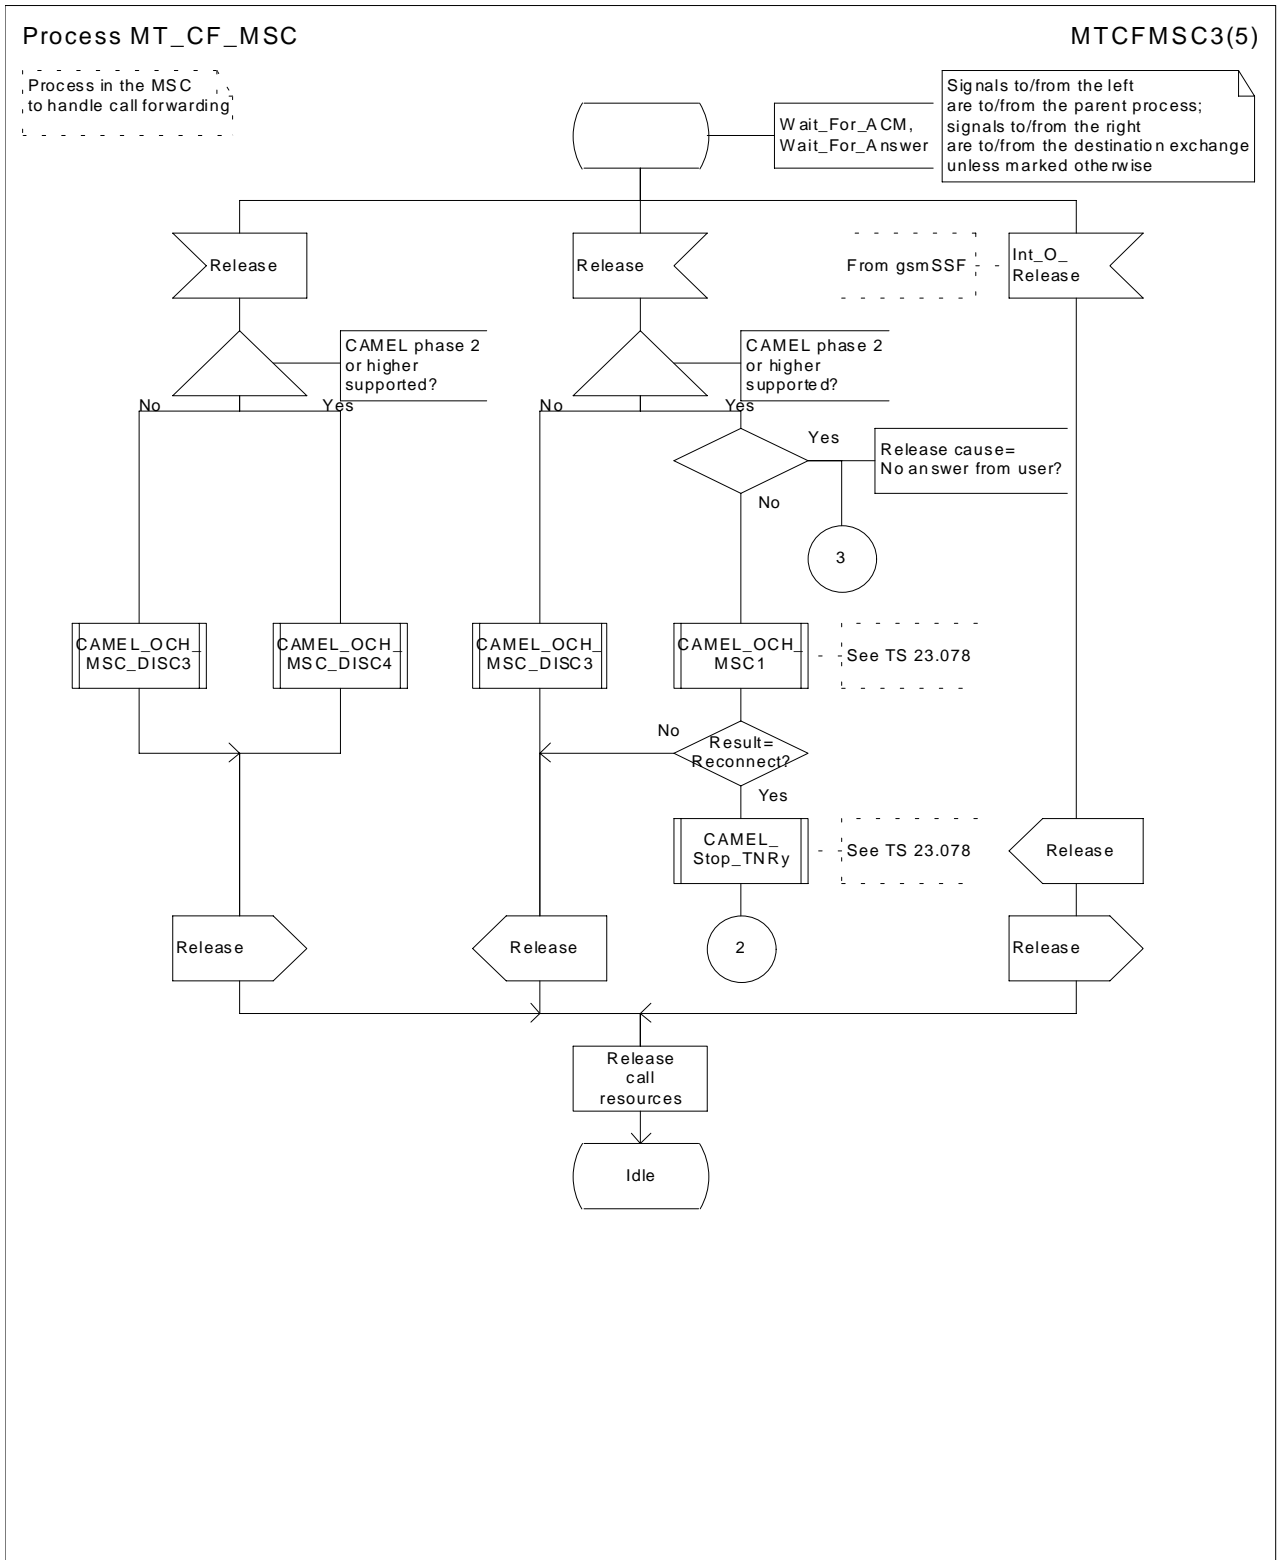 Process MT_CF_MSC
MTCFMSC3(5)
Process in the MSC
to handle call forwarding
Signals to/from the left
are to/from the parent process;
signals to/from the right
are to/from the destination exchange
unless marked otherwise
Wait_For_ACM,
Wait_For_Answer
Release
Release
From gsmSSF
Int_O_
Release
CAMEL phase 2
or higher
supported?
CAMEL phase 2
or higher
supported?
No
Yes
No
Yes
Yes
Release cause=
No answer from user?
No
3
CAMEL_OCH_
MSC_DISC3
CAMEL_OCH_
MSC_DISC4
CAMEL_OCH_
MSC_DISC3
CAMEL_OCH_
MSC1
See TS 23.078
No
Result=
Reconnect?
Yes
CAMEL_
Stop_TNRy
See TS 23.078
Release
Release
Release
2
Release
Release
call
resources
Idle